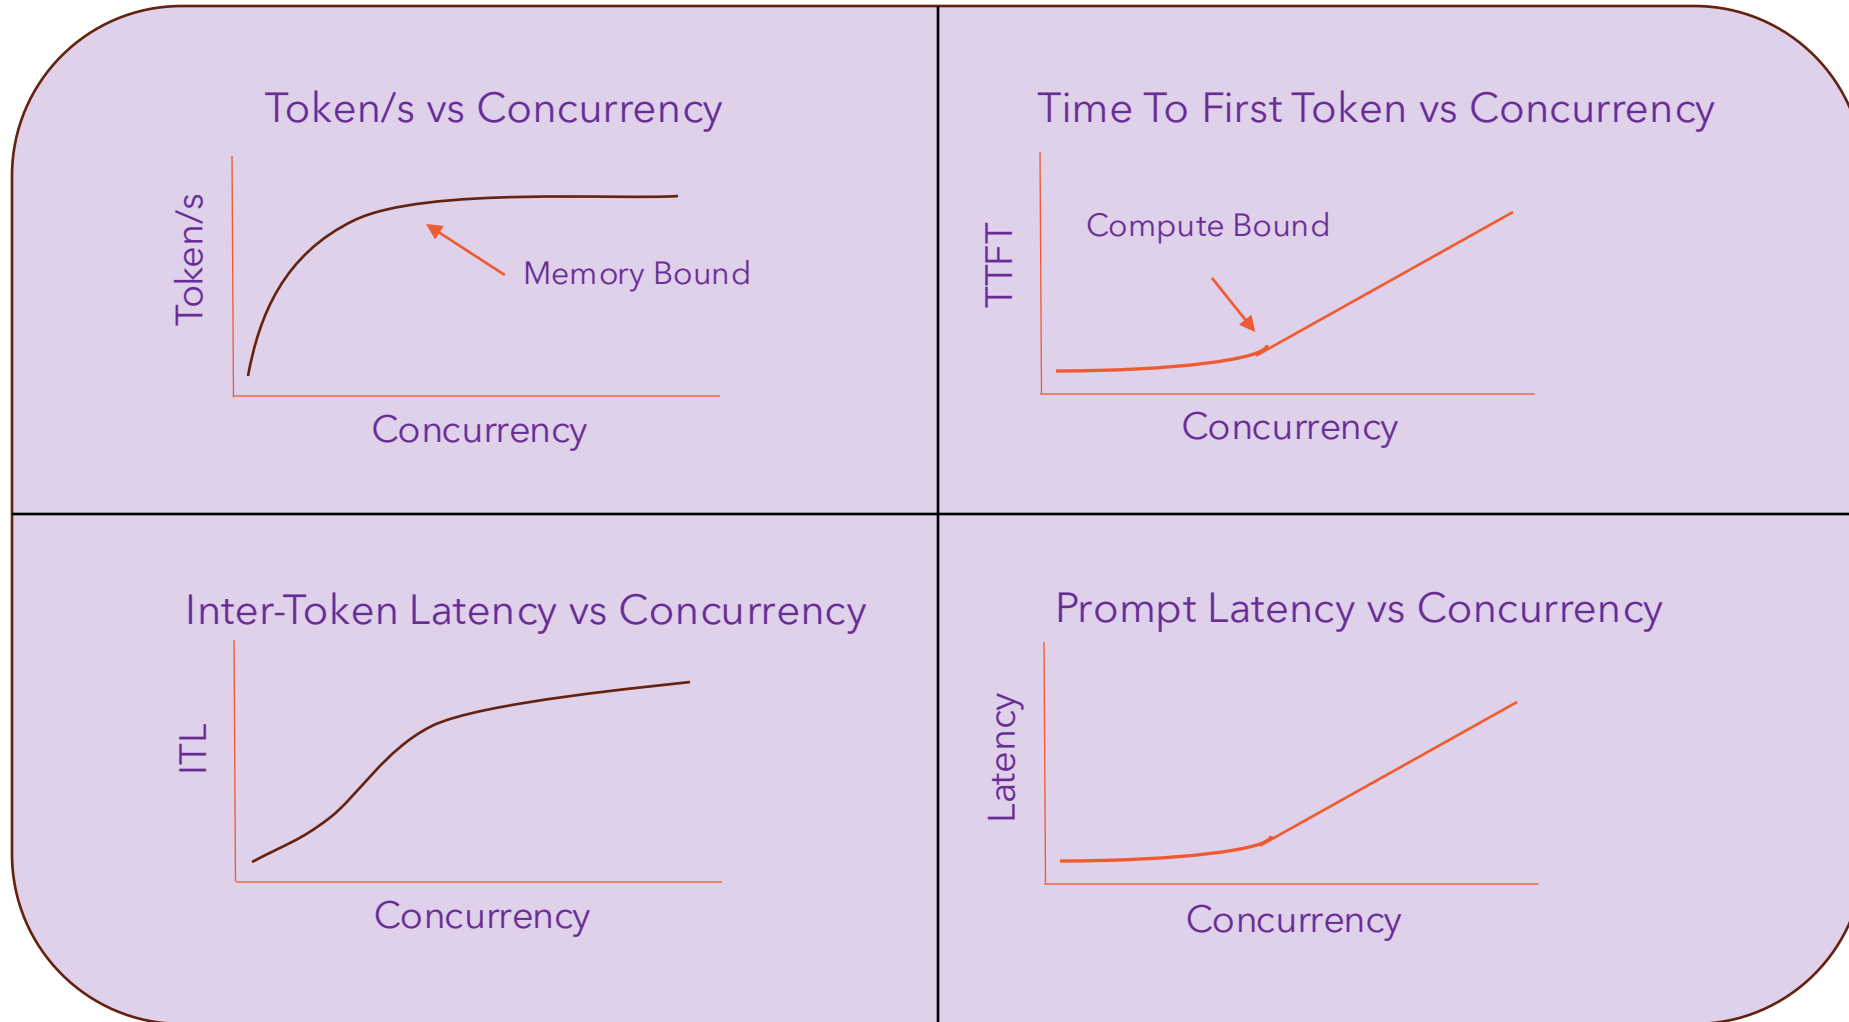 Token/s vs Concurrency
Token/s
Memory Bound
Concurrency
Time To First Token vs Concurrency
TTFT
Compute Bound
Concurrency
Inter-Token Latency vs Concurrency
ITL
Concurrency
Prompt Latency vs Concurrency
Latency
Concurrency